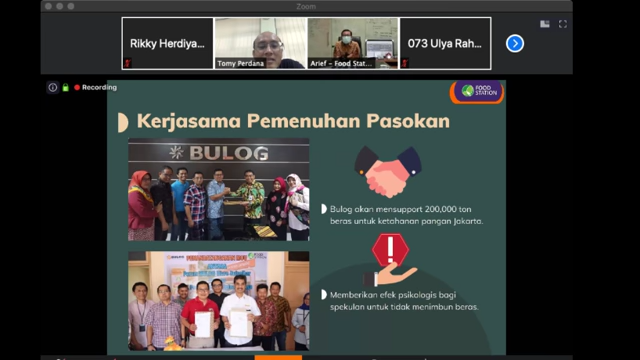 Zoom
Rikky Herdiya...
Tomy Perdana
Arief – Food Stat...
073 Ulya Rah...
Recording
FOOD
STATION
Kerjasama Pemenuhan Pasokan
BULOG
Bulog akan mensupport 200,000 ton
beras untuk ketahanan pangan Jakarta.
Memberikan efek psikologis bagi
spekulan untuk tidak menimbun beras.